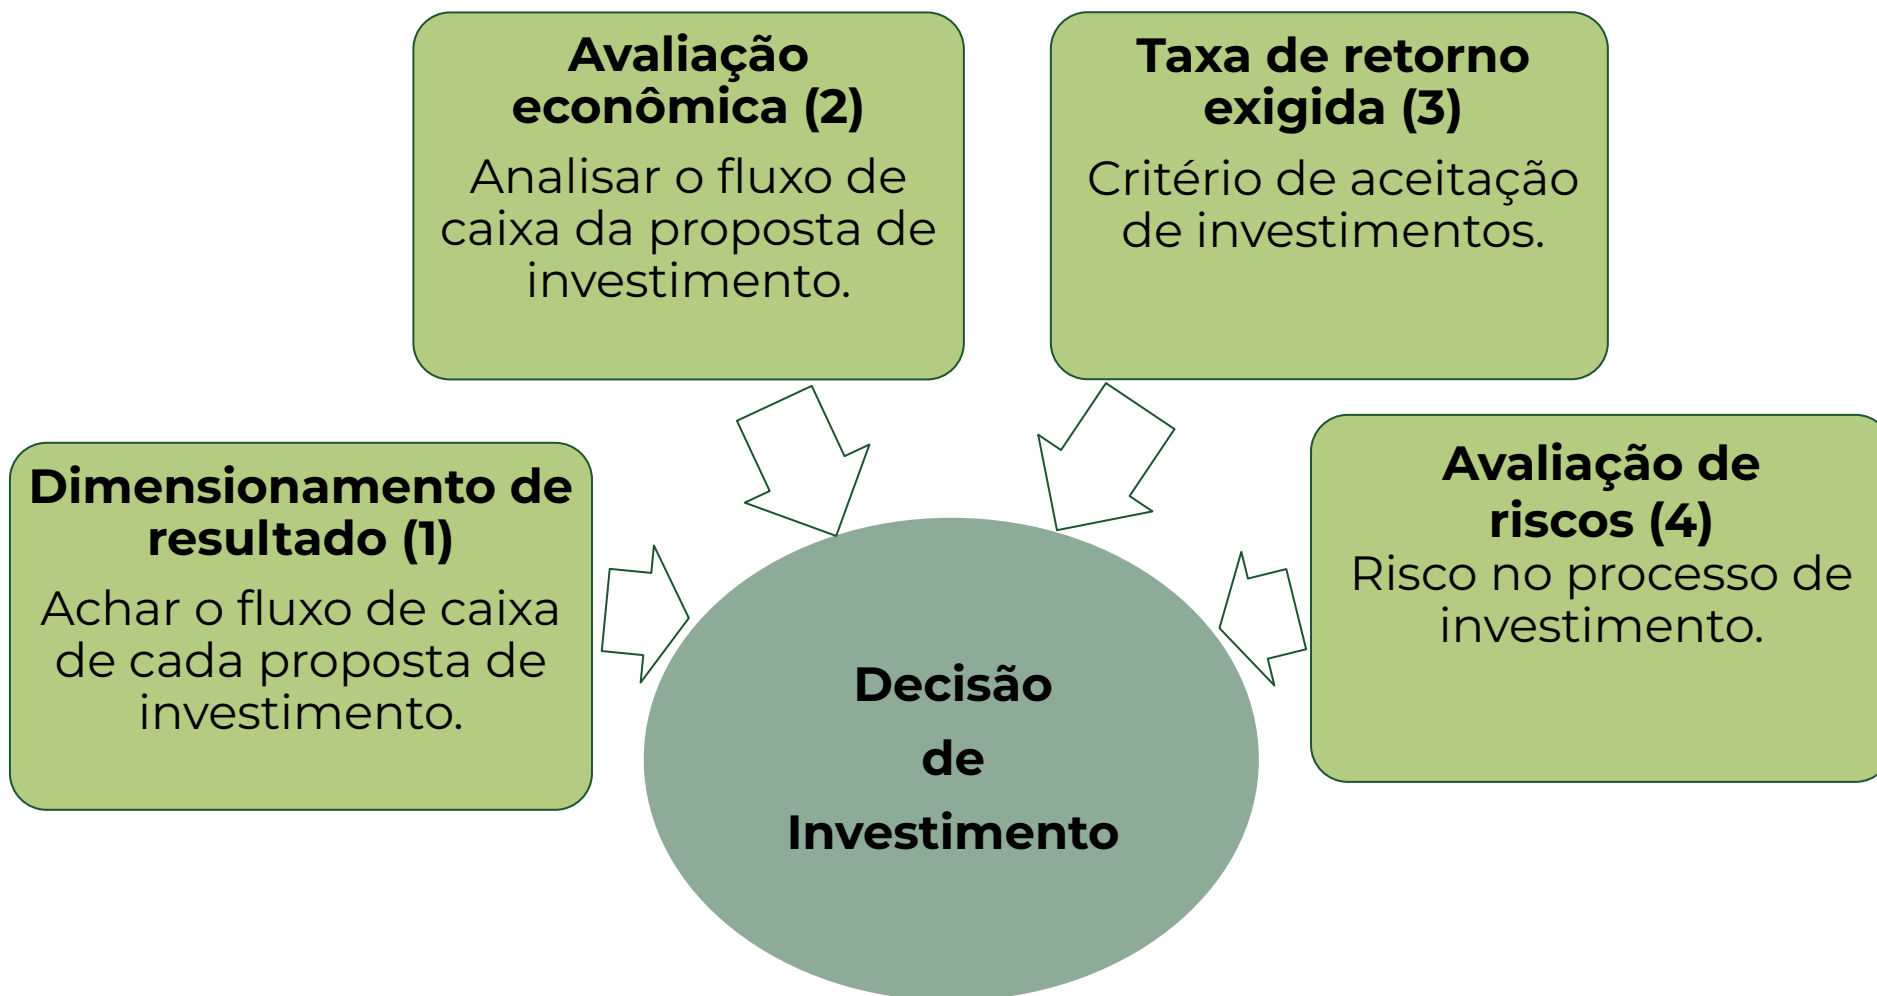 Avaliação
econômica (2)
Analisar o fluxo de
caixa da proposta de
investimento.
Taxa de retorno
exigida (3)
Critério de aceitação
de investimentos.
Dimensionamento de
resultado (1)
Achar o fluxo de caixa
de cada proposta de
investimento.
Avaliação de
riscos (4)
Risco no processo de
investimento.
Decisão
de
Investimento